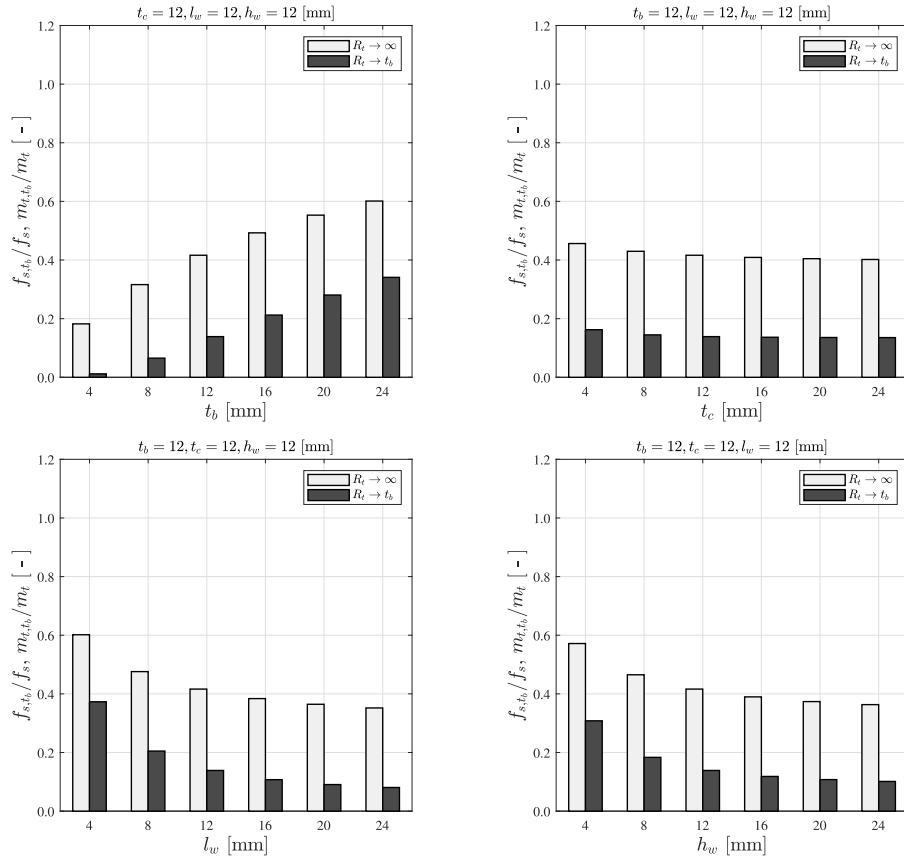 t_c = 12, l_w = 12, h_w = 12 [mm]
1.2
1.0
0.8
0.6
0.4
0.2
0.0
f_{s,t_b}/f_s, m_{t,t_b}/m_t [ - ]
R_t → ∞
R_t → t_b
4 8 12 16 20 24
t_b [mm]
t_b = 12, l_w = 12, h_w = 12 [mm]
1.2
1.0
0.8
0.6
0.4
0.2
0.0
f_{s,t_b}/f_s, m_{t,t_b}/m_t [ - ]
R_t → ∞
R_t → t_b
4 8 12 16 20 24
t_c [mm]
t_b = 12, t_c = 12, h_w = 12 [mm]
1.2
1.0
0.8
0.6
0.4
0.2
0.0
f_{s,t_b}/f_s, m_{t,t_b}/m_t [ - ]
R_t → ∞
R_t → t_b
4 8 12 16 20 24
l_w [mm]
t_b = 12, t_c = 12, l_w = 12 [mm]
1.2
1.0
0.8
0.6
0.4
0.2
0.0
f_{s,t_b}/f_s, m_{t,t_b}/m_t [ - ]
R_t → ∞
R_t → t_b
4 8 12 16 20 24
h_w [mm]